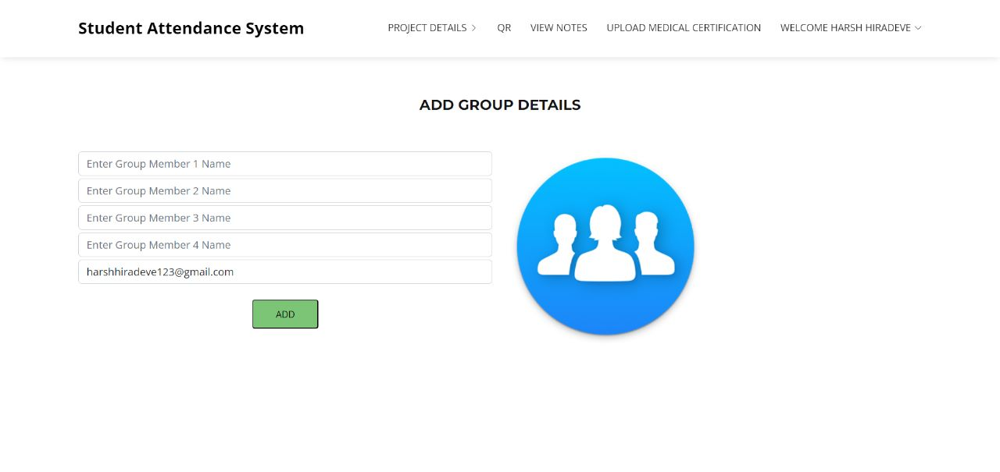 Student Attendance System
PROJECT DETAILS
QR
VIEW NOTES
UPLOAD MEDICAL CERTIFICATION
WELCOME HARSH HIRADEVE
ADD GROUP DETAILS
Enter Group Member 1 Name
Enter Group Member 2 Name
Enter Group Member 3 Name
Enter Group Member 4 Name
harshhiradeve123@gmail.com
ADD